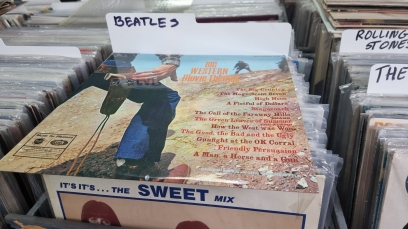 BEATLES
ROLLING
STONES
THE
BIG
WESTERN
Movie Themes
The Big Country
The Magnificent Seven
High Noon
A Fistful of Dollars
The Call of the Faraway Hills
The Green Leaves of Summer
How the West was Won
The Good, the Bad and the Ugly
Gunfight at the OK Corral
Friendly Persuasion
A Man, a Horse and a Gun
IT'S IT'S...THE SWEET MIX